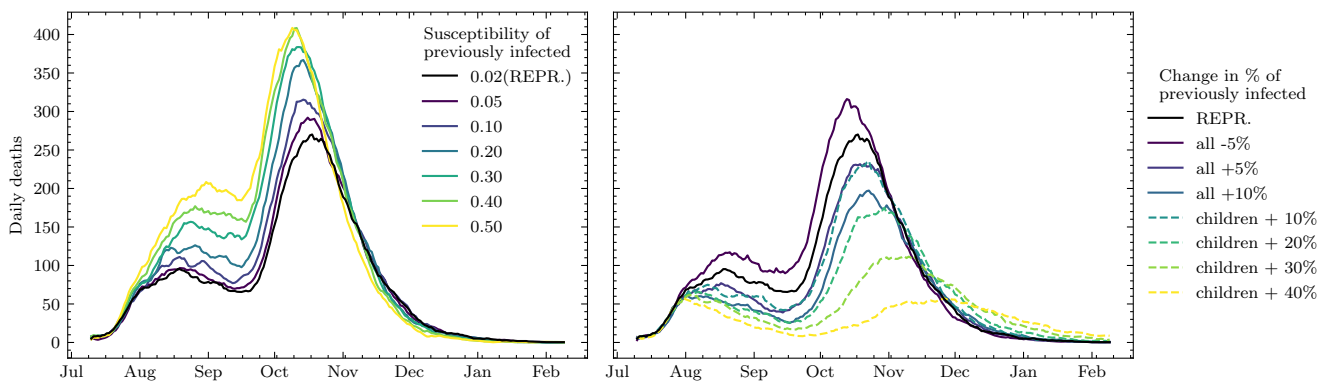 Daily deaths
400
350
300
250
200
150
100
50
0
Jul Aug Sep Oct Nov Dec Jan Feb
Susceptibility of
previously infected
0.02(REPR.)
0.05
0.10
0.20
0.30
0.40
0.50
Jul Aug Sep Oct Nov Dec Jan Feb
Change in % of
previously infected
REPR.
all -5%
all +5%
all +10%
children + 10%
children + 20%
children + 30%
children + 40%